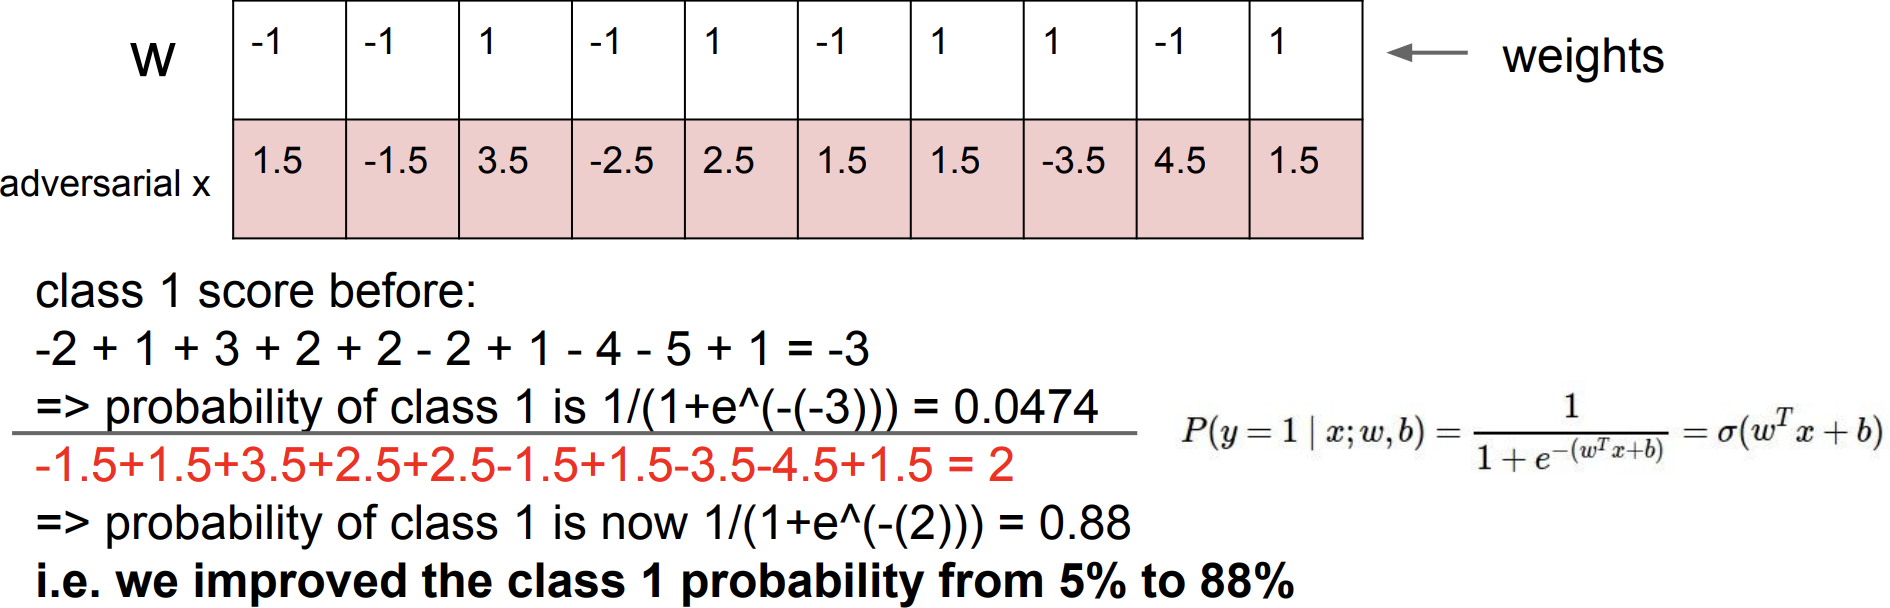 w -1 -1 1 -1 1 -1 1 1 -1 1 weights
adversarial x 1.5 -1.5 3.5 -2.5 2.5 1.5 1.5 -3.5 4.5 1.5
class 1 score before:
-2 + 1 + 3 + 2 + 2 - 2 + 1 - 4 - 5 + 1 = -3
=> probability of class 1 is 1/(1+e^(-(-3))) = 0.0474
-1.5+1.5+3.5+2.5+2.5-1.5+1.5-3.5-4.5+1.5 = 2
=> probability of class 1 is now 1/(1+e^(-(2))) = 0.88
i.e. we improved the class 1 probability from 5% to 88%
P(y = 1 | x; w, b) = 1 / (1 + e^{-(w^T x+b)}) = σ(w^T x + b)